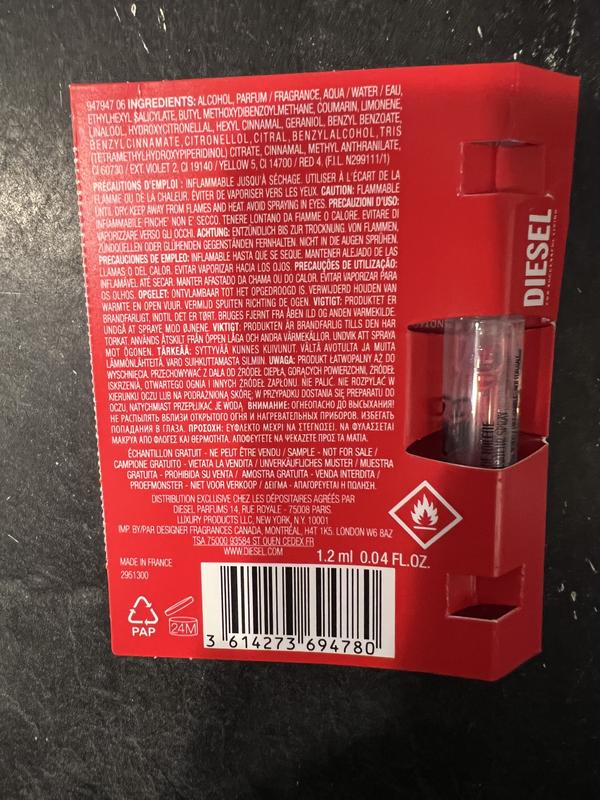 947947 06 INGREDIENTS: ALCOHOL, PARFUM / FRAGRANCE, AQUA / WATER / EAU,
ETHYLHEXYL SALICYLATE, BUTYL METHOXYDIBENZOYLMETHANE, COUMARIN, LIMONENE,
LINALOOL, HYDROXYCITRONELLAL, HEXYL CINNAMAL, GERANIOL, BENZYL BENZOATE,
BENZYL CINNAMATE, CITRONELLOL, CITRAL, BENZYL ALCOHOL, TRIS
(TETRAMETHYLHYDROXYPIPERIDINOL) CITRATE, CINNAMAL, METHYL ANTHRANILATE,
CI 60730 / EXT. VIOLET 2, CI 19140 / YELLOW 5, CI 14700 / RED 4. (F.I.L. N299111/1)
PRÉCAUTIONS D'EMPLOI : INFLAMMABLE JUSQU'À SÉCHAGE. UTILISER À L'ÉCART DE LA
FLAMME OU DE LA CHALEUR. ÉVITER DE VAPORISER VERS LES YEUX. CAUTION: FLAMMABLE
UNTIL DRY. KEEP AWAY FROM FLAMES AND HEAT. AVOID SPRAYING IN EYES. PRECAUZIONI D'USO:
INFIAMMABILE FINCHE' NON E' SECCO. TENERE LONTANO DA FIAMME O CALORE. EVITARE DI
VAPORIZZARE VERSO GLI OCCHI. ACHTUNG: ENTZÜNDLICH BIS ZUR TROCKNUNG. VON FLAMMEN,
ZÜNDQUELLEN ODER GLÜHENDEN GEGENSTÄNDEN FERNHALTEN. NICHT IN DIE AUGEN SPRÜHEN.
PRECAUCIONES DE EMPLEO: INFLAMABLE HASTA QUE SE SEQUE. MANTENER ALEJADO DE LAS
LLAMAS O DEL CALOR. EVITAR VAPORIZAR HACIA LOS OJOS. PRECAUÇÕES DE UTILIZAÇÃO:
INFLAMÁVEL ATÉ SECAR. MANTER AFASTADO DA CHAMA OU DO CALOR. EVITAR VAPORIZAR PARA
OS OLHOS. OPGELET: ONTVLAMBAAR TOT HET OPGEDROOGD IS. VERWIJDERD HOUDEN VAN
WARMTE EN OPEN VUUR. VERMIJD SPUITEN RICHTING DE OGEN. VIGTIGT: PRODUKTET ER
BRANDFARLIGT, INDTIL DET ER TØRT. BRUGES FJERNT FRA ÅBEN ILD OG ANDEN VARMEKILDE.
UNDGÅ AT SPRAYE MOD ØJNENE. VIKTIGT: PRODUKTEN ÄR BRANDFARLIG TILLS DEN HAR
TORKAT. ANVÄNDS ÅTSKILT FRÅN ÖPPEN LÅGA OCH ANDRA VÄRMEKÄLLOR. UNDVIK ATT SPRAYA
MOT ÖGONEN. TÄRKEÄÄ: SYTTYVÄÄ KUNNES KUIVUNUT. VÄLTÄ AVOTULTA JA MUITA
LÄMMÖNLÄHTEITÄ. VARO SUIHKUTTAMASTA SILMIIN. UWAGA: PRODUKT ŁATWOPALNY AŻ DO
WYSCHNIĘCIA. PRZECHOWYWAĆ Z DALA OD ŹRÓDEŁ CIEPŁA, GORĄCYCH POWIERZCHNI, ŹRÓDEŁ
ISKRZENIA, OTWARTEGO OGNIA I INNYCH ŹRÓDEŁ ZAPŁONU. NIE PALIĆ. NIE ROZPYLAĆ W
KIERUNKU OCZU LUB NA PODRAŻNIONĄ SKÓRĘ; W PRZYPADKU DOSTANIA SIĘ PREPARATU DO
OCZU, NATYCHMIAST PRZEPŁUKAĆ JE WODĄ. ВНИМАНИЕ: ОГНЕОПАСНО ДО ВЫСЫХАНИЯ.
НЕ РАСПЫЛЯТЬ ВБЛИЗИ ОТКРЫТОГО ОГНЯ И НАГРЕВАТЕЛЬНЫХ ПРИБОРОВ. ИЗБЕГАТЬ
ПОПАДАНИЯ В ГЛАЗА. ΠΡΟΣΟΧΗ: ΕΥΦΛΕΚΤΟ ΜΕΧΡΙ ΝΑ ΣΤΕΓΝΩΣΕΙ. ΝΑ ΦΥΛΑΣΣΕΤΑΙ
ΜΑΚΡΥΑ ΑΠΟ ΦΛΟΓΕΣ ΚΑΙ ΘΕΡΜΟΤΗΤΑ. ΑΠΟΦΕΥΓΕΤΕ ΝΑ ΨΕΚΑΖΕΤΕ ΠΡΟΣ ΤΑ ΜΑΤΙΑ.
ÉCHANTILLON GRATUIT - NE PEUT ÊTRE VENDU / SAMPLE - NOT FOR SALE /
CAMPIONE GRATUITO - VIETATA LA VENDITA / UNVERKÄUFLICHES MUSTER / MUESTRA
GRATUITA - PROHIBIDA SU VENTA / AMOSTRA GRATUITA - VENDA INTERDITA /
PROEFMONSTER - NIET VOOR VERKOOP / ΔΕΙΓΜΑ - ΑΠΑΓΟΡΕΥΕΤΑΙ Η ΠΩΛΗΣΗ.
DISTRIBUTION EXCLUSIVE CHEZ LES DÉPOSITAIRES AGRÉÉS PAR
DIESEL PARFUMS 14, RUE ROYALE - 75008 PARIS.
LUXURY PRODUCTS LLC, NEW YORK, N.Y. 10001
IMP. BY/PAR DESIGNER FRAGRANCES CANADA, MONTRÉAL, H4T 1K5. LONDON W6 8AZ
TSA 75000 93584 ST OUEN CEDEX FR
WWW.DIESEL.COM
1.2 ml 0.04 FL.OZ.
MADE IN FRANCE
2951300
PAP
24M
3 614273 694780
DIESEL
FOR SUCCESSFUL LIVING